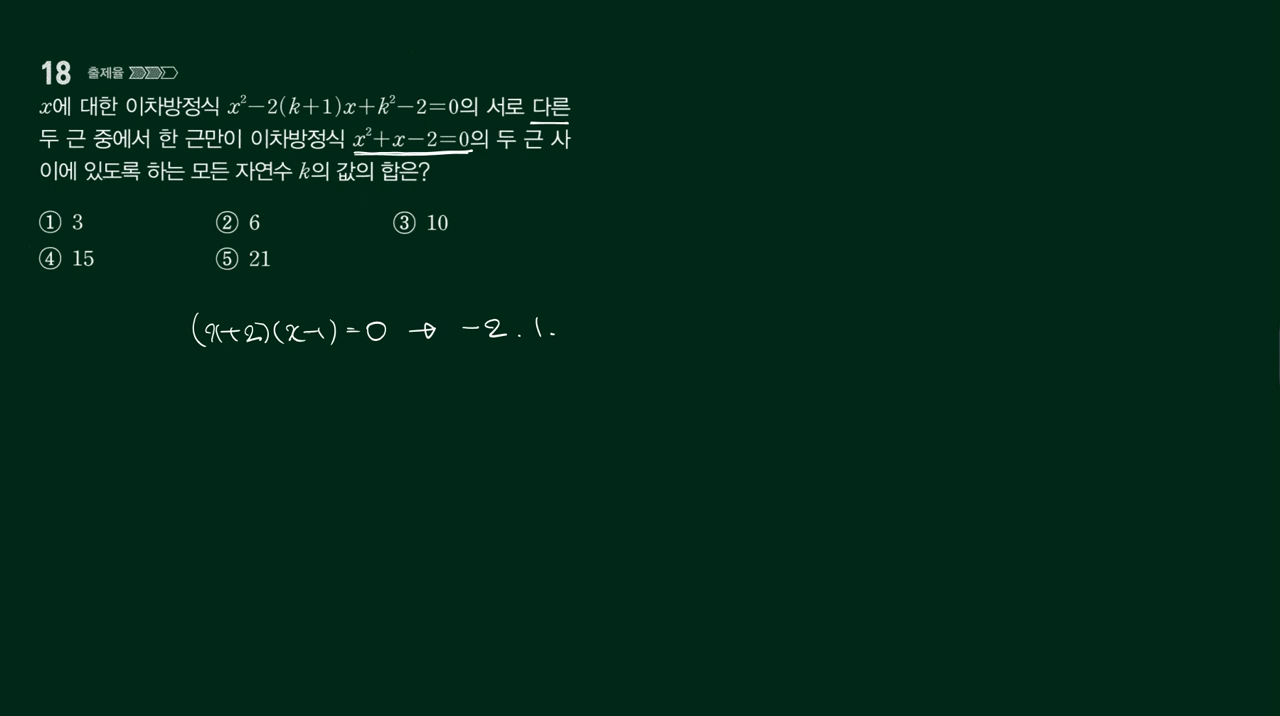 18 출제율
x에 대한 이차방정식 x²-2(k+1)x+k²-2=0의 서로 다른
두 근 중에서 한 근만이 이차방정식 x²+x-2=0의 두 근 사
이에 있도록 하는 모든 자연수 k의 값의 합은?
① 3 ② 6 ③ 10
④ 15 ⑤ 21
(x+2)(x-1)=0 → -2. 1.